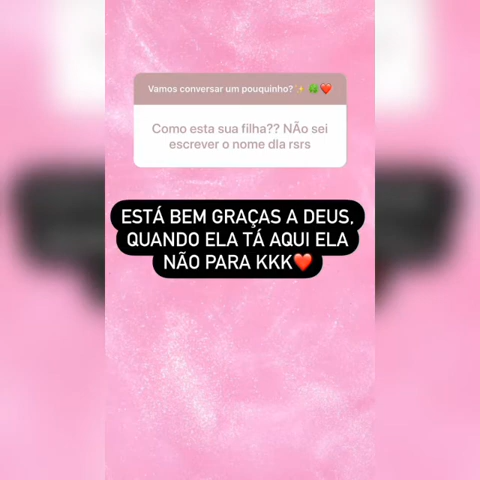 Vamos conversar um pouquinho?✨🍀❤️
Como esta sua filha?? NÃo sei
escrever o nome dla rsrs
ESTÁ BEM GRAÇAS A DEUS,
QUANDO ELA TÁ AQUI ELA
NÃO PARA KKK❤️